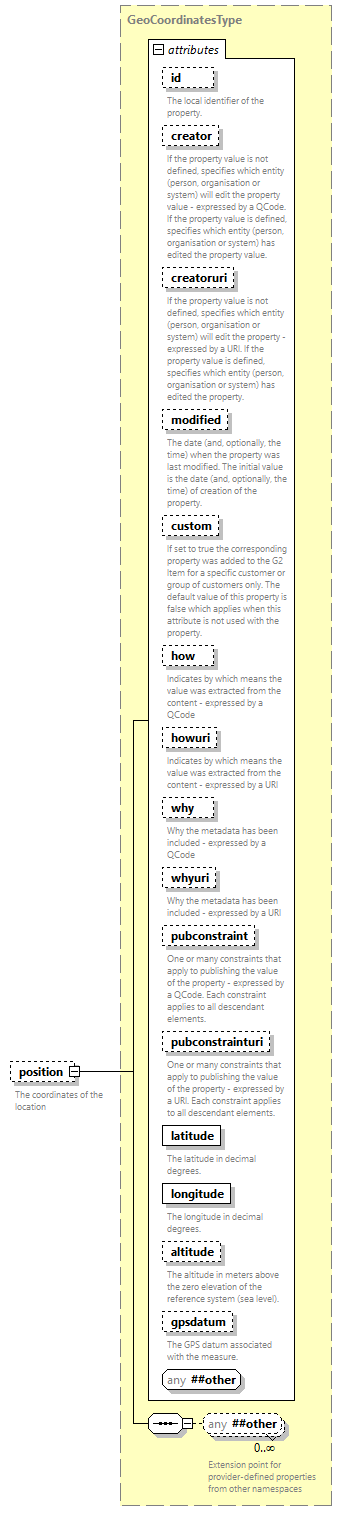 GeoCoordinatesType
attributes
id
The local identifier of the
property.
creator
If the property value is not
defined, specifies which entity
(person, organisation or
system) will edit the property
value - expressed by a QCode.
If the property value is defined,
specifies which entity (person,
organisation or system) has
edited the property value.
creatoruri
If the property value is not
defined, specifies which entity
(person, organisation or
system) will edit the property -
expressed by a URI. If the
property value is defined,
specifies which entity (person,
organisation or system) has
edited the property.
modified
The date (and, optionally, the
time) when the property was
last modified. The initial value
is the date (and, optionally, the
time) of creation of the
property.
custom
If set to true the corresponding
property was added to the G2
Item for a specific customer or
group of customers only. The
default value of this property is
false which applies when this
attribute is not used with the
property.
how
Indicates by which means the
value was extracted from the
content - expressed by a
QCode
howuri
Indicates by which means the
value was extracted from the
content - expressed by a URI
why
Why the metadata has been
included - expressed by a
QCode
whyuri
Why the metadata has been
included - expressed by a URI
pubconstraint
One or many constraints that
apply to publishing the value
of the property - expressed by
a QCode. Each constraint
applies to all descendant
elements.
pubconstrainturi
One or many constraints that
apply to publishing the value
of the property - expressed by
a URI. Each constraint applies
to all descendant elements.
position
The coordinates of the
location
latitude
The latitude in decimal
degrees.
longitude
The longitude in decimal
degrees.
altitude
The altitude in meters above
the zero elevation of the
reference system (sea level).
gpsdatum
The GPS datum associated
with the measure.
any ##other
any ##other
0..∞
Extension point for
provider-defined properties
from other namespaces